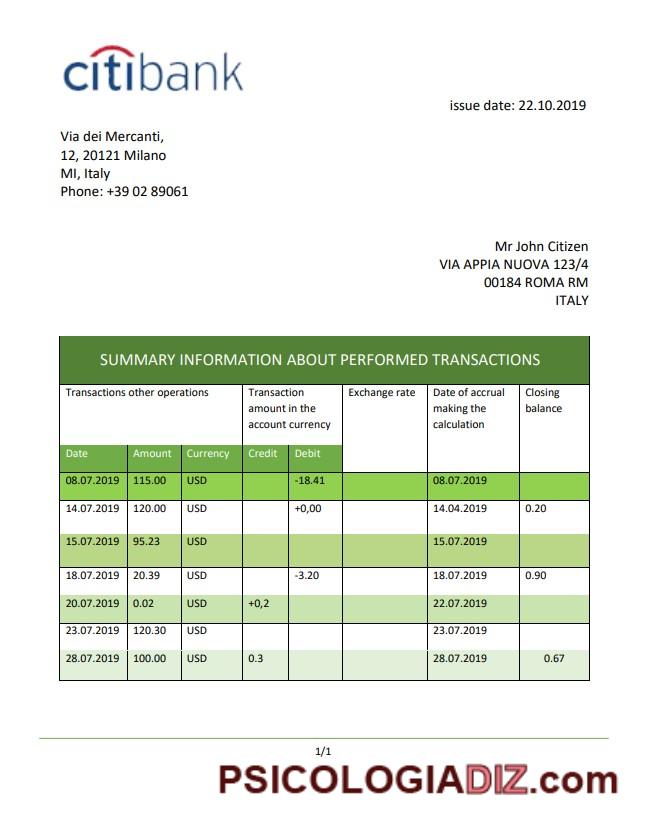 citibank
issue date: 22.10.2019
Via dei Mercanti,
12, 20121 Milano
MI, Italy
Phone: +39 02 89061
Mr John Citizen
VIA APPIA NUOVA 123/4
00184 ROMA RM
ITALY
SUMMARY INFORMATION ABOUT PERFORMED TRANSACTIONS
Transactions other operations Transaction amount in the account currency Exchange rate Date of accrual making the calculation Closing balance
Date Amount Currency Credit Debit
08.07.2019 115.00 USD -18.41 08.07.2019
14.07.2019 120.00 USD +0,00 14.04.2019 0.20
15.07.2019 95.23 USD 15.07.2019
18.07.2019 20.39 USD -3.20 18.07.2019 0.90
20.07.2019 0.02 USD +0,2 22.07.2019
23.07.2019 120.30 USD 23.07.2019
28.07.2019 100.00 USD 0.3 28.07.2019 0.67
1/1
PSICOLOGIADIZ.com